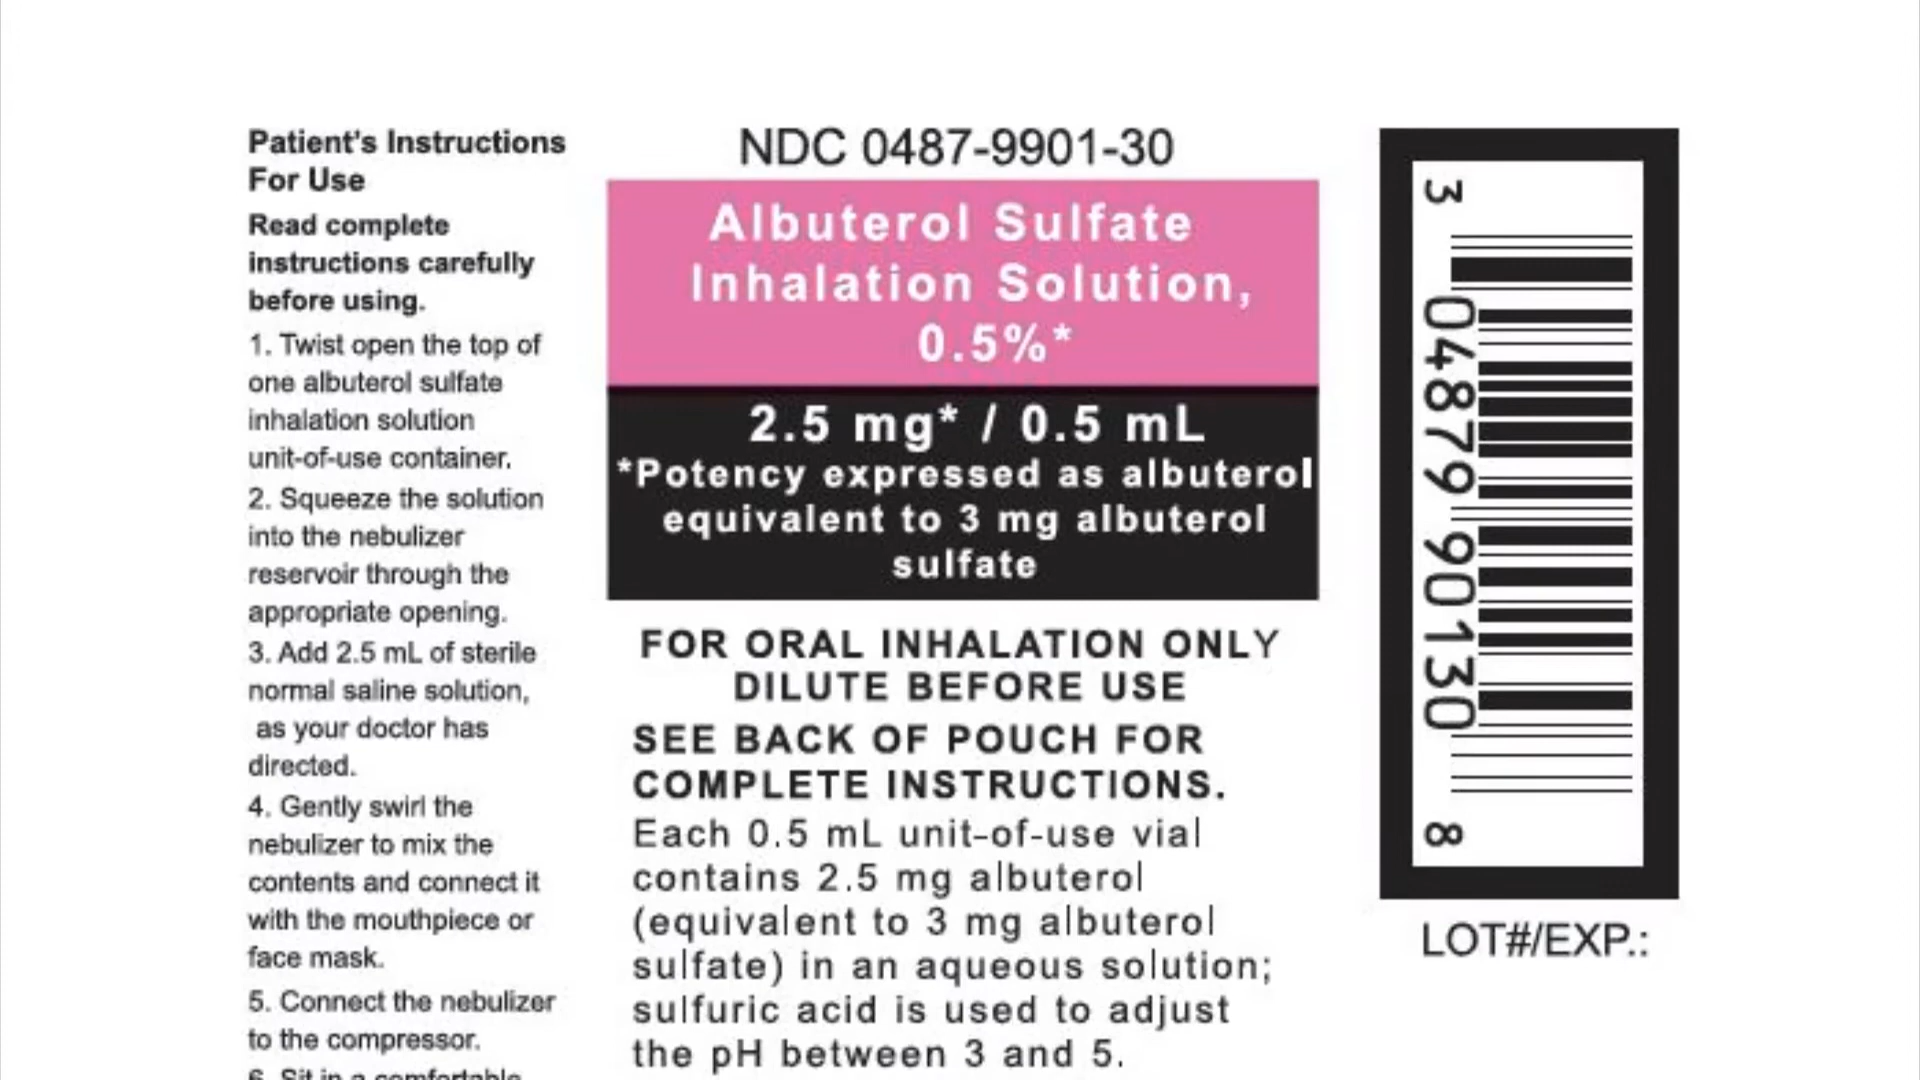 Patient's Instructions
For Use
Read complete
instructions carefully
before using.
1. Twist open the top of
one albuterol sulfate
inhalation solution
unit-of-use container.
2. Squeeze the solution
into the nebulizer
reservoir through the
appropriate opening.
3. Add 2.5 mL of sterile
normal saline solution,
as your doctor has
directed.
4. Gently swirl the
nebulizer to mix the
contents and connect it
with the mouthpiece or
face mask.
5. Connect the nebulizer
to the compressor.
6. Sit in a comfortable
NDC 0487-9901-30
Albuterol Sulfate
Inhalation Solution,
0.5%*
2.5 mg* / 0.5 mL
*Potency expressed as albuterol
equivalent to 3 mg albuterol
sulfate
FOR ORAL INHALATION ONLY
DILUTE BEFORE USE
SEE BACK OF POUCH FOR
COMPLETE INSTRUCTIONS.
Each 0.5 mL unit-of-use vial
contains 2.5 mg albuterol
(equivalent to 3 mg albuterol
sulfate) in an aqueous solution;
sulfuric acid is used to adjust
the pH between 3 and 5.
3 04879 90130 8
LOT#/EXP.: